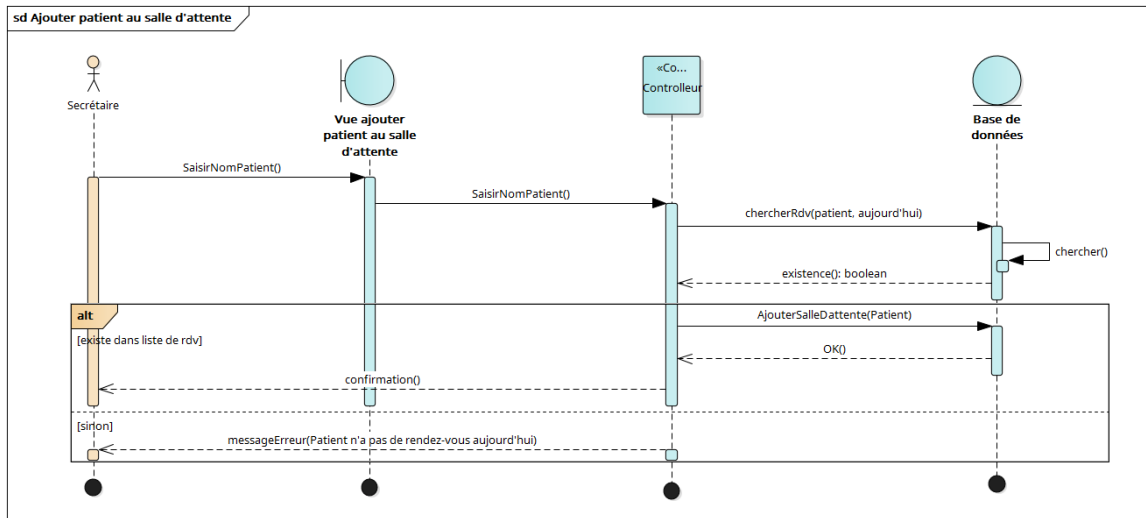 sd Ajouter patient au salle d'attente
Secrétaire
Vue ajouter
patient au salle
d'attente
«Co...
Controlleur
Base de
données
SaisirNomPatient()
SaisirNomPatient()
chercherRdv(patient, aujourd'hui)
chercher()
existence(): boolean
alt
[existe dans liste de rdv]
AjouterSalleDattente(Patient)
OK()
confirmation()
[sinon]
messageErreur(Patient n'a pas de rendez-vous aujourd'hui)